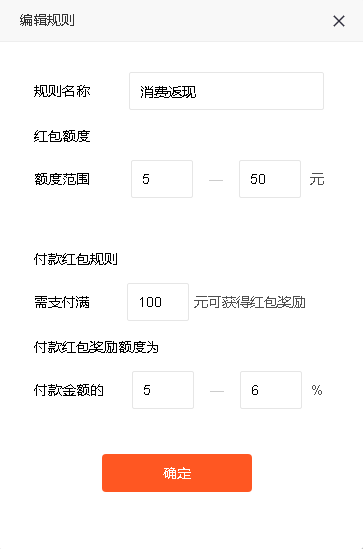 编辑规则
规则名称 消费返现
红包额度
额度范围 5 — 50 元
付款红包规则
需支付满 100 元可获得红包奖励
付款红包奖励额度为
付款金额的 5 — 6 %
确定